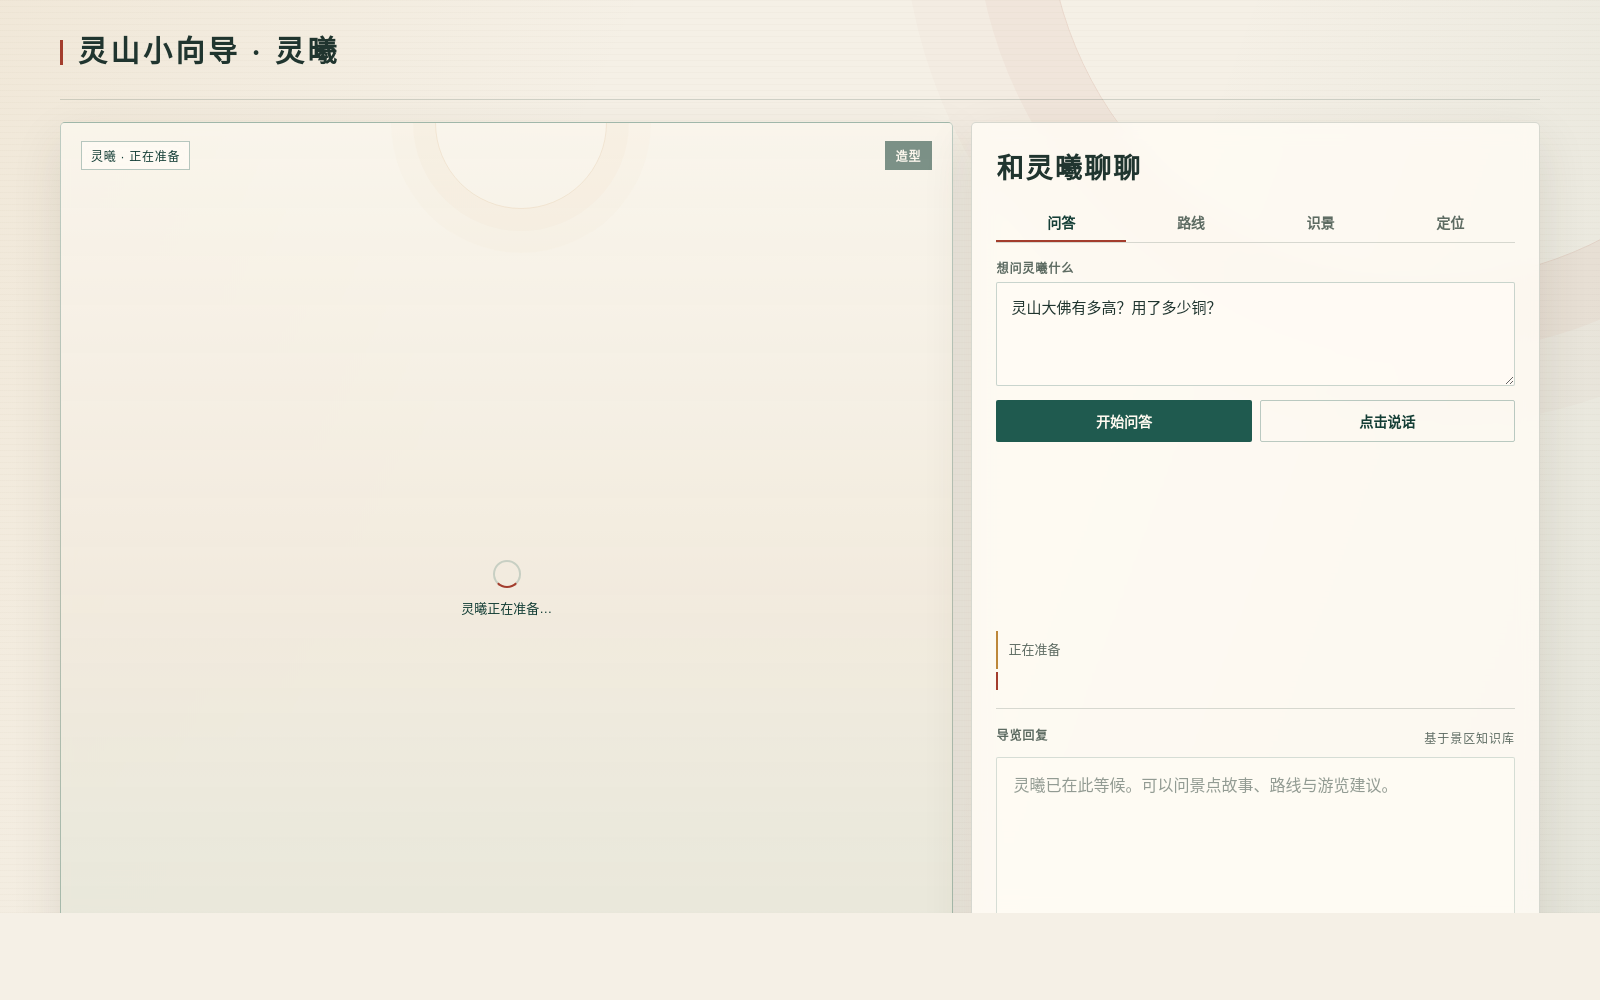 灵山小向导 · 灵曦
灵曦 · 正在准备
造型
灵曦正在准备…
和灵曦聊聊
问答
路线
识景
定位
想问灵曦什么
灵山大佛有多高？用了多少铜？
开始问答
点击说话
正在准备
导览回复
基于景区知识库
灵曦已在此等候。可以问景点故事、路线与游览建议。